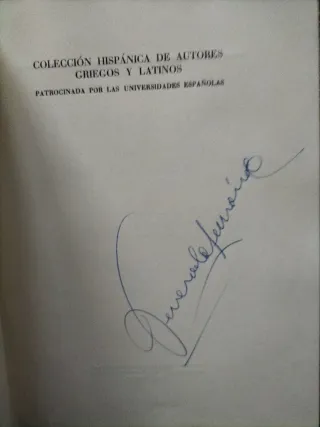 COLECCIÓN HISPÁNICA DE AUTORES
GRIEGOS Y LATINOS
PATROCINADA POR LAS UNIVERSIDADES ESPAÑOLAS